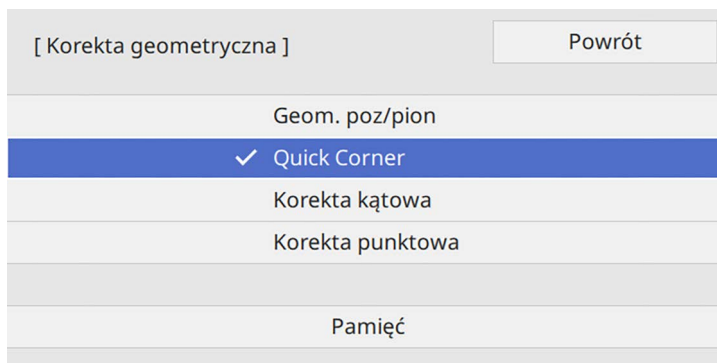 [ Korekta geometryczna ]
Powrót
Geom. poz/pion
Quick Corner
Korekta kątowa
Korekta punktowa
Pamięć